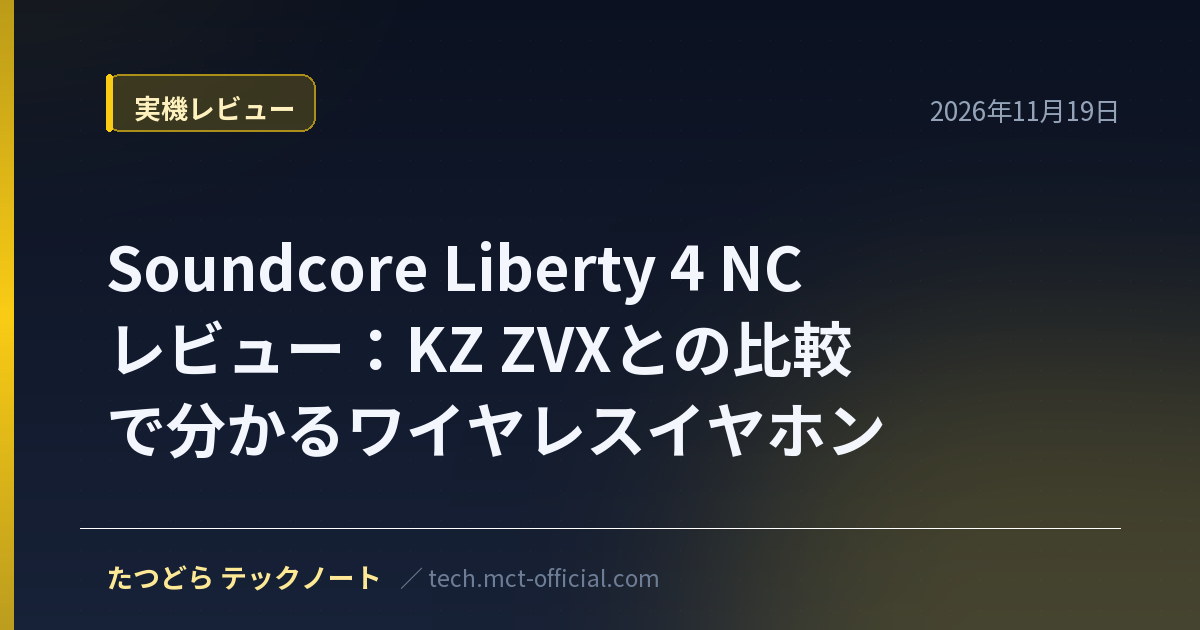 実機レビュー
2026年11月19日
Soundcore Liberty 4 NC
レビュー：KZ ZVXとの比較
で分かるワイヤレスイヤホン
たつどら テックノート ／ tech.mct-official.com